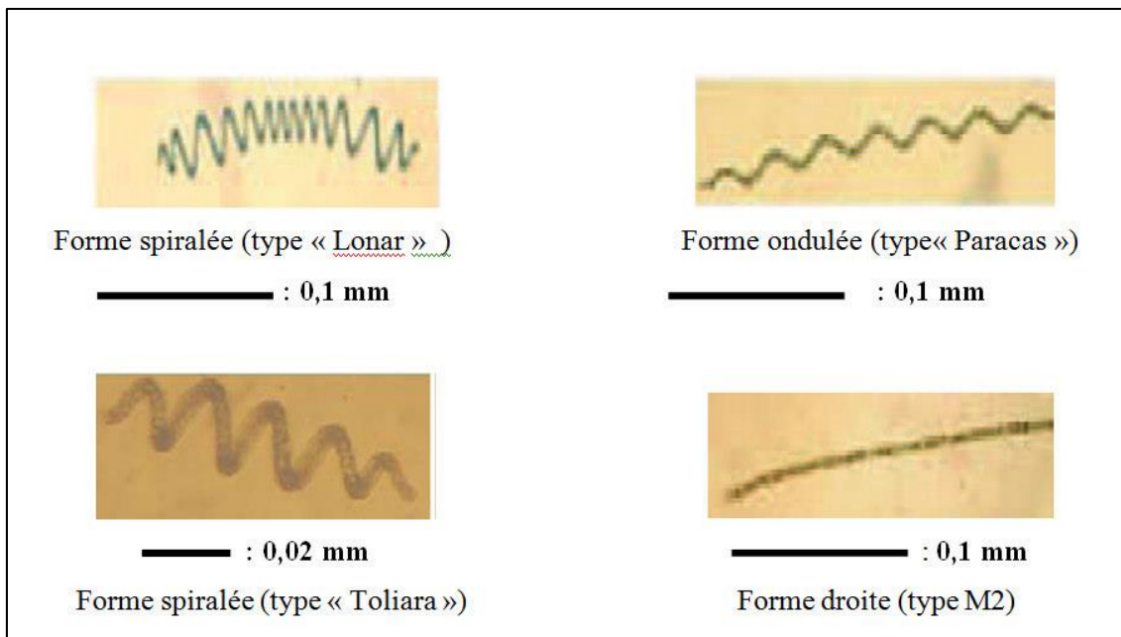 Forme spiralée (type « Lonar » )
: 0,1 mm
Forme ondulée (type« Paracas »)
: 0,1 mm
: 0,02 mm
Forme spiralée (type « Toliara »)
: 0,1 mm
Forme droite (type M2)